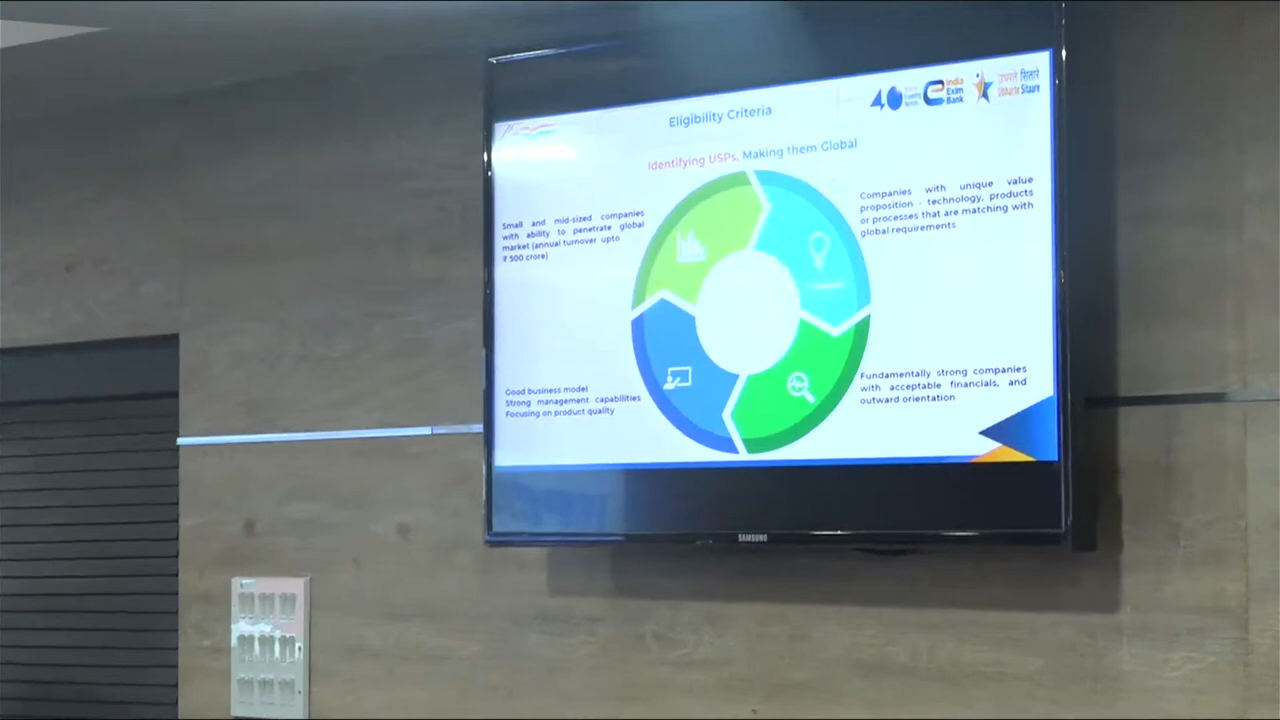 Eligibility Criteria
40
India
Exim
Bank
उभरते सितारे
Ubharte Sitaare
Identifying USPs, Making them Global
Small and mid-sized companies
with ability to penetrate global
market (annual turnover upto
₹ 500 crore)
Companies with unique value
proposition - technology, products
or processes that are matching with
global requirements
Good business model
Strong management capabilities
Focusing on product quality
Fundamentally strong companies
with acceptable financials, and
outward orientation
SAMSUNG